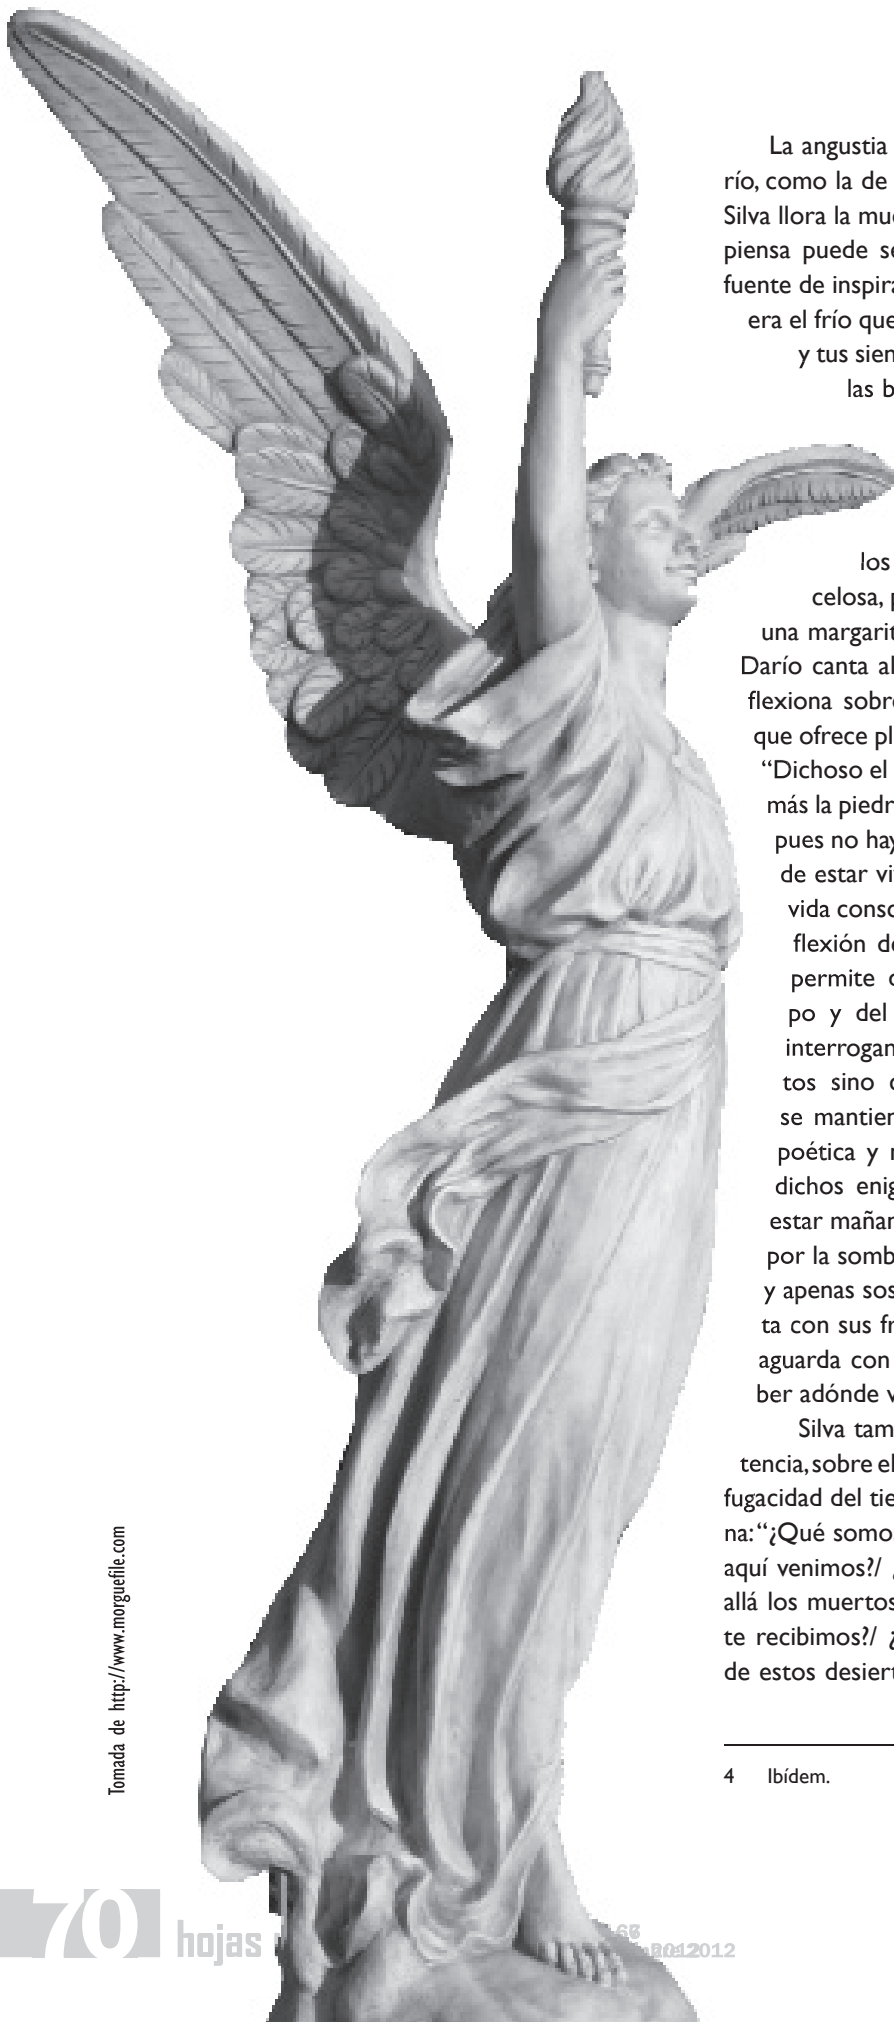 La angustia
río, como la de
Silva llora la mu
piensa puede s
fuente de inspira
era el frío que
y tus sien
las b
los
celosa,
una margarit
Darío canta al
flexiona sobr
que ofrece pl
“Dichoso el
más la piedr
pues no hay
de estar vi
vida consc
flexión d
permite
po y del
interrogan
tos sino
se mantien
poética y
dichos enig
estar mañan
por la somb
y apenas sos
ta con sus fr
aguarda con
ber adónde v
Silva tam
tencia, sobre el
fugacidad del tie
na: “¿Qué somo
aquí venimos?/
allá los muertos
te recibimos?/ ¿
de estos desiert
4 Ibídem.
Tomada de http://www.morguefile.com
70 hojas
2012